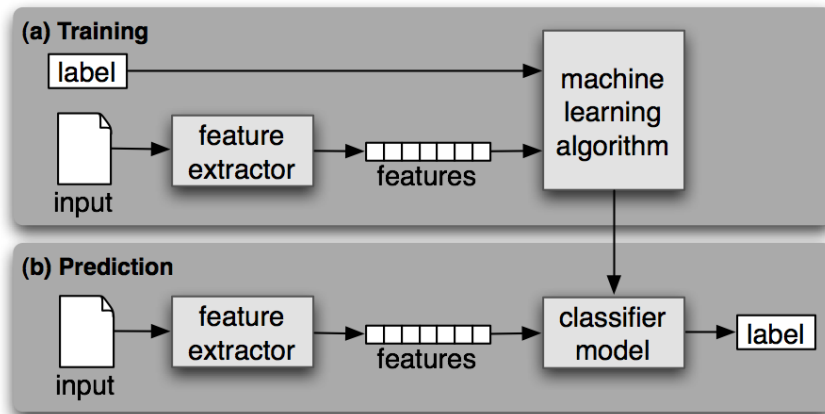 (a) Training
label
machine
learning
algorithm
feature
extractor
features
input
(b) Prediction
feature
extractor
features
classifier
model
label
input